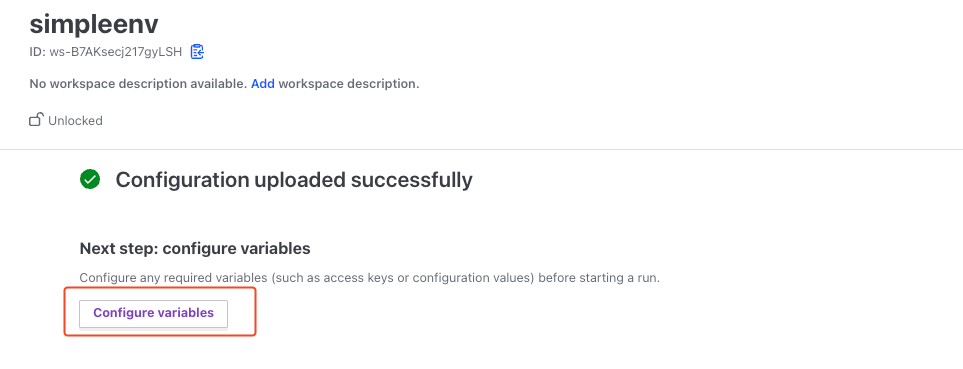 simpleenv
ID: ws-B7AKsecj217gyLSH
No workspace description available. Add workspace description.
Unlocked
Configuration uploaded successfully
Next step: configure variables
Configure any required variables (such as access keys or configuration values) before starting a run.
Configure variables